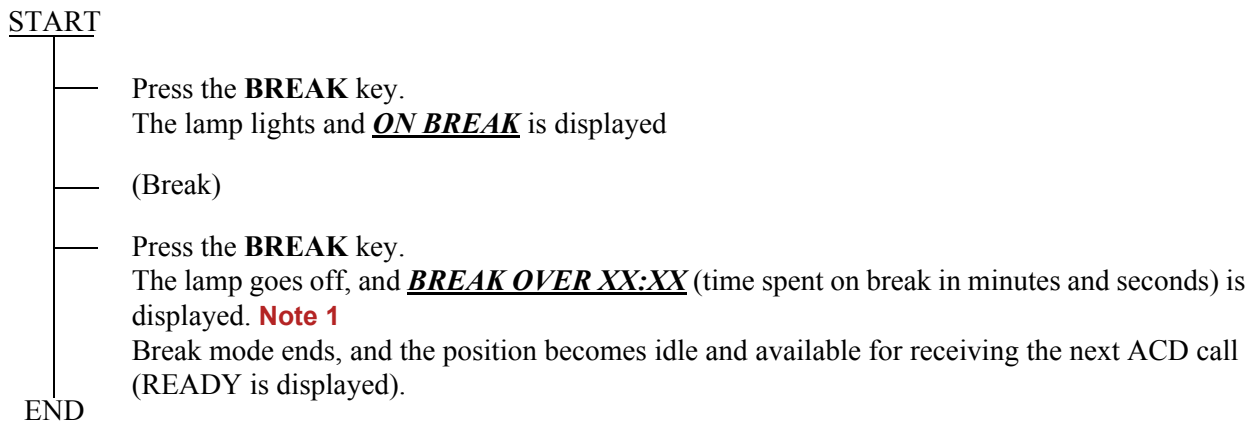 START
Press the BREAK key.
The lamp lights and ON BREAK is displayed
(Break)
Press the BREAK key.
The lamp goes off, and BREAK OVER XX:XX (time spent on break in minutes and seconds) is
displayed. Note 1
Break mode ends, and the position becomes idle and available for receiving the next ACD call
(READY is displayed).
END